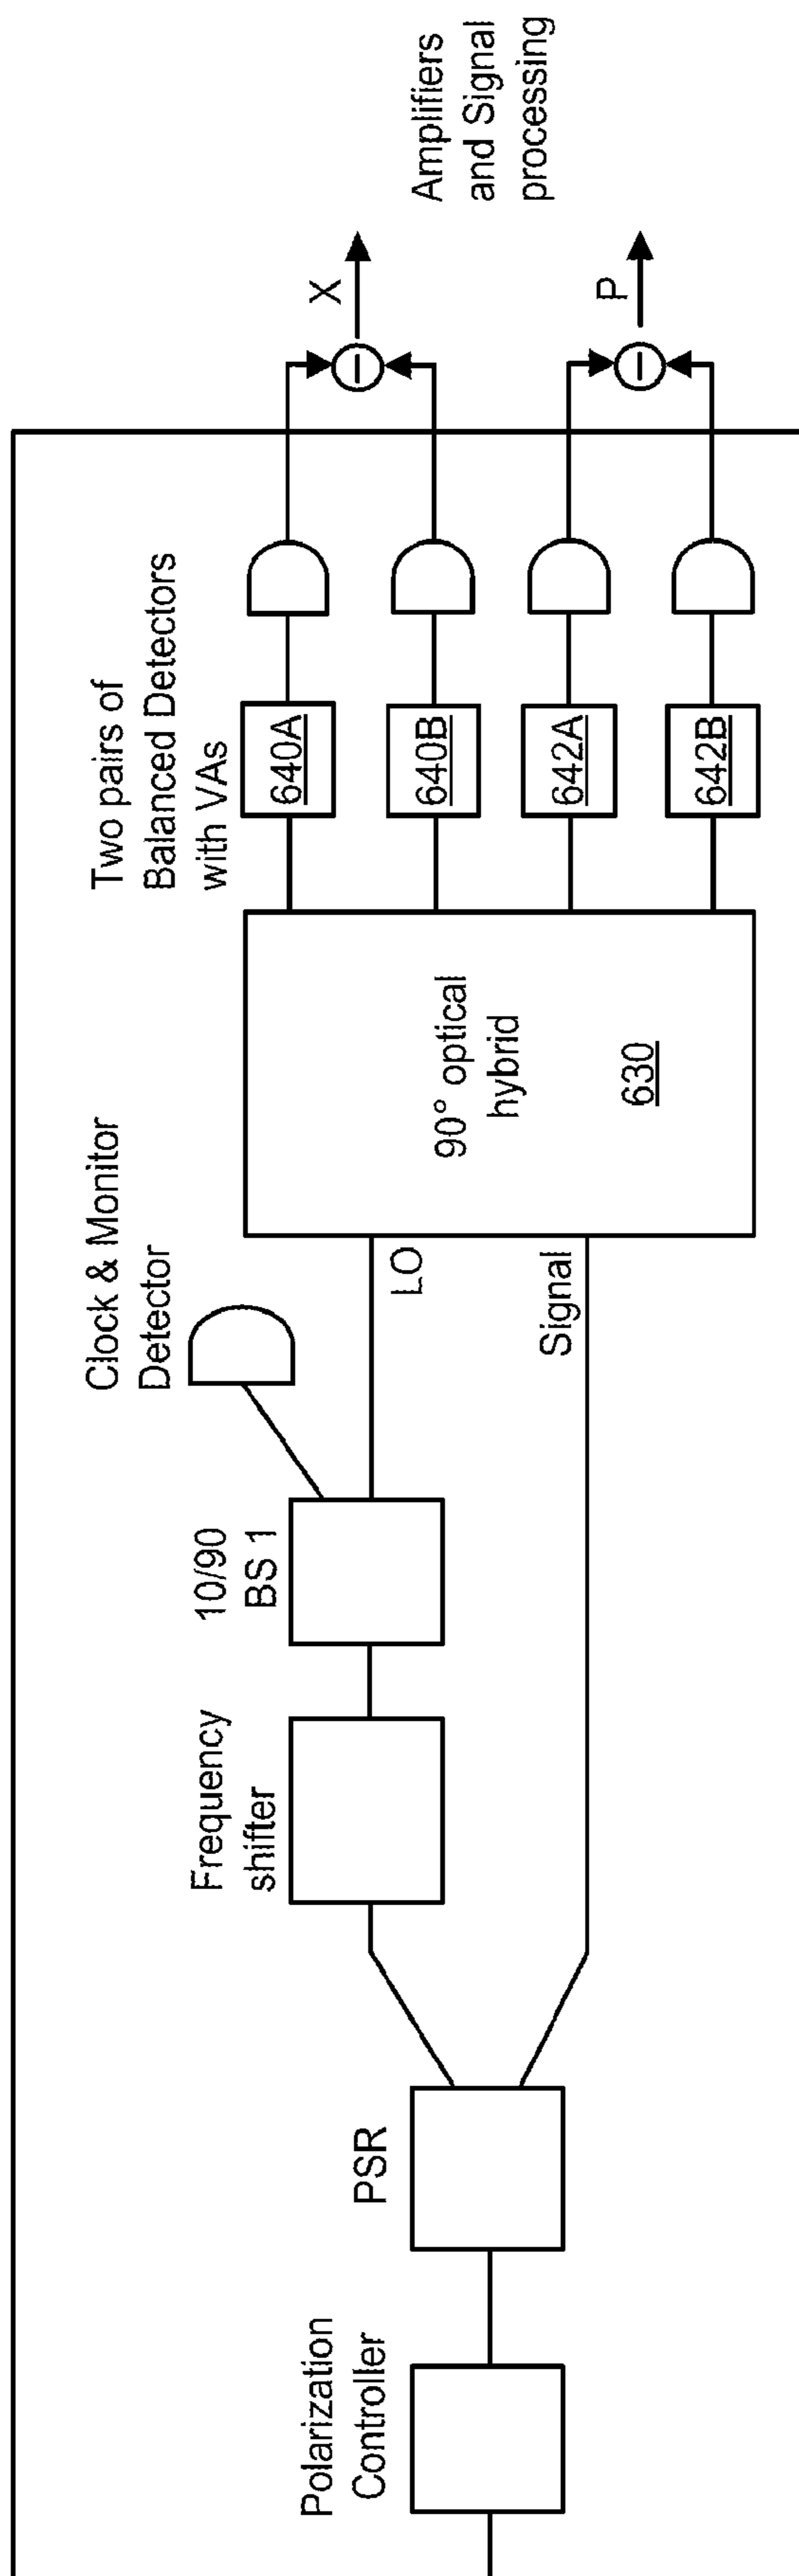 Polarization
Controller
PSR
Frequency
shifter
10/90
BS 1
Clock & Monitor
Detector
LO
Signal
90° optical
hybrid
630
Two pairs of
Balanced Detectors
with VAs
640A
640B
642A
642B
X
P
Amplifiers
and Signal
processing